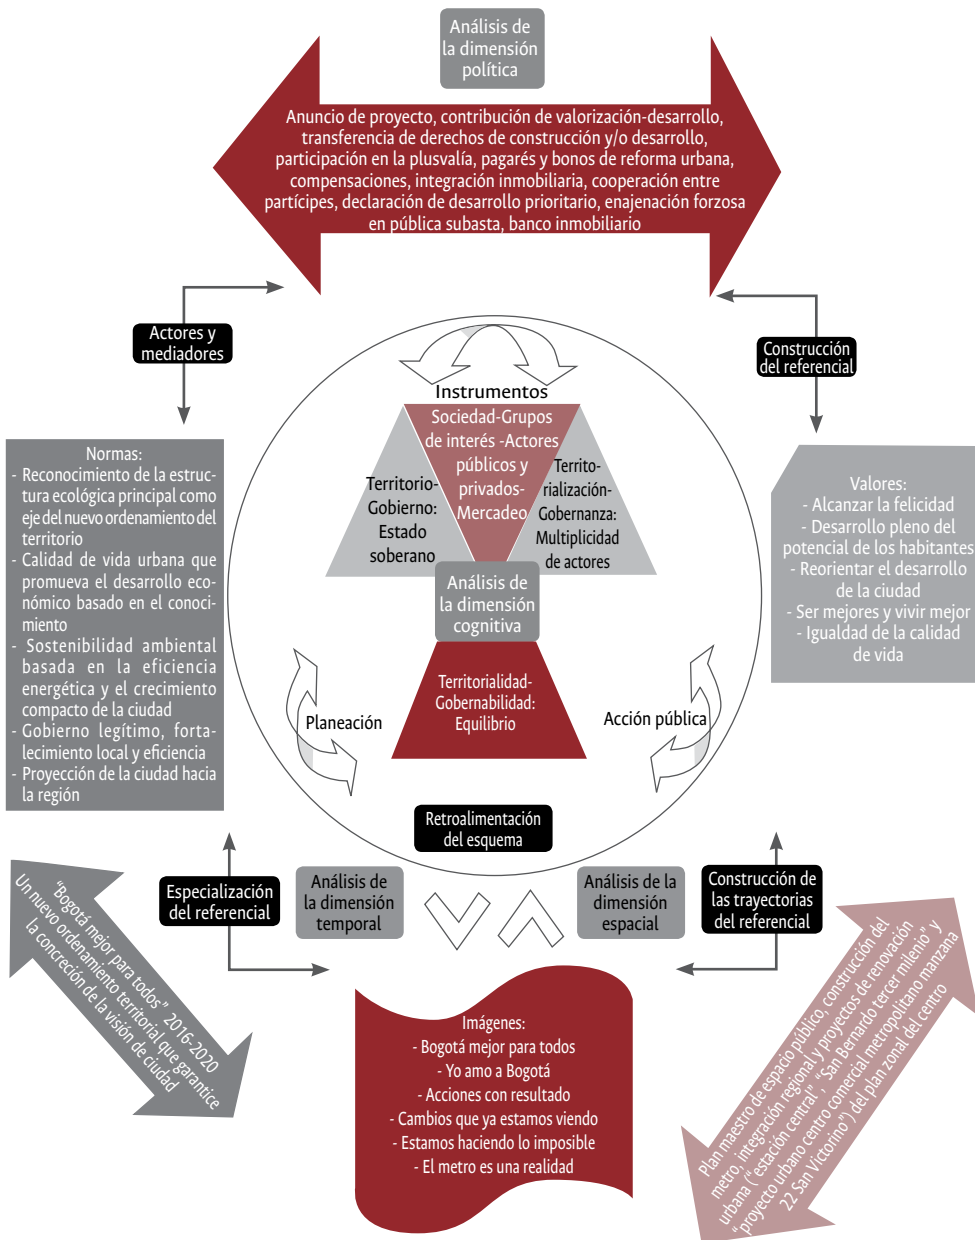 Análisis de
la dimensión
política
Anuncio de proyecto, contribución de valorización-desarrollo,
transferencia de derechos de construcción y/o desarrollo,
participación en la plusvalía, pagarés y bonos de reforma urbana,
compensaciones, integración inmobiliaria, cooperación entre
partícipes, declaración de desarrollo prioritario, enajenación forzosa
en pública subasta, banco inmobiliario
Actores y
mediadores
Construcción
del referencial
Instrumentos
Sociedad-Grupos
de interés -Actores
públicos y
privados-
Mercadeo
Territorio-
Gobierno:
Estado
soberano
Territo-
rialización-
Gobernanza:
Multiplicidad
de actores
Análisis de
la dimensión
cognitiva
Territorialidad-
Gobernabilidad:
Equilibrio
Planeación
Acción pública
Retroalimentación
del esquema
Normas:
- Reconocimiento de la estruc-
tura ecológica principal como
eje del nuevo ordenamiento del
territorio
- Calidad de vida urbana que
promueva el desarrollo eco-
nómico basado en el conoci-
miento
- Sostenibilidad ambiental
basada en la eficiencia
energética y el crecimiento
compacto de la ciudad
- Gobierno legítimo, forta-
lecimiento local y eficiencia
- Proyección de la ciudad hacia
la región
Valores:
- Alcanzar la felicidad
- Desarrollo pleno del
potencial de los habitantes
- Reorientar el desarrollo
de la ciudad
- Ser mejores y vivir mejor
- Igualdad de la calidad
de vida
Especialización
del referencial
Análisis de
la dimensión
temporal
Análisis de la
dimensión
espacial
Construcción de
las trayectorias
del referencial
"Bogotá mejor para todos" 2016-2020
Un nuevo ordenamiento territorial que garantice
la concreción de la visión de ciudad
Imágenes:
- Bogotá mejor para todos
- Yo amo a Bogotá
- Acciones con resultado
- Cambios que ya estamos viendo
- Estamos haciendo lo imposible
- El metro es una realidad
Plan maestro de espacio público, construcción del
metro, integración regional y proyectos de renovación
urbana ("estación central", "San Bernardo tercer milenio" y
"proyecto urbano centro comercial metropolitano manzana
22 San Victorino") del plan zonal del centro